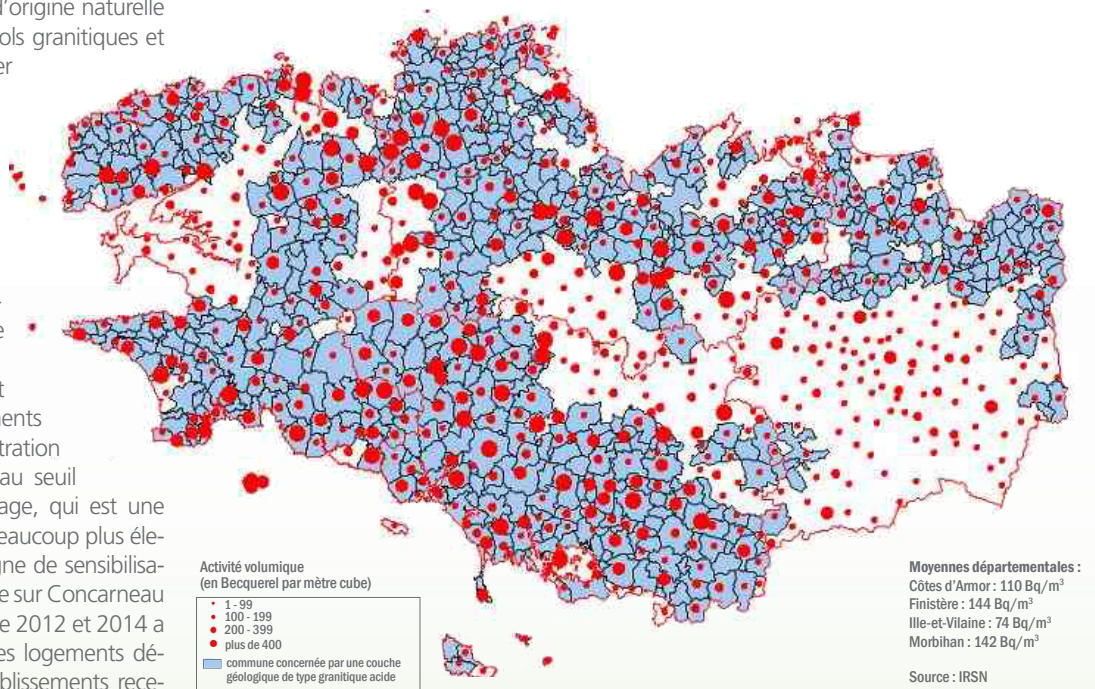 d'origine naturelle
ols granitiques et
er
e
t
ments
tration
au seuil
age, qui est une
eaucoup plus éle-
gne de sensibilisa-
e sur Concarneau
e 2012 et 2014 a
es logements dé-
ablissements rece-
Activité volumique
(en Becquerel par mètre cube)
1 - 99
100 - 199
200 - 399
plus de 400
commune concernée par une couche
géologique de type granitique acide
Moyennes départementales :
Côtes d'Armor : 110 Bq/m³
Finistère : 144 Bq/m³
Ille-et-Vilaine : 74 Bq/m³
Morbihan : 142 Bq/m³
Source : IRSN